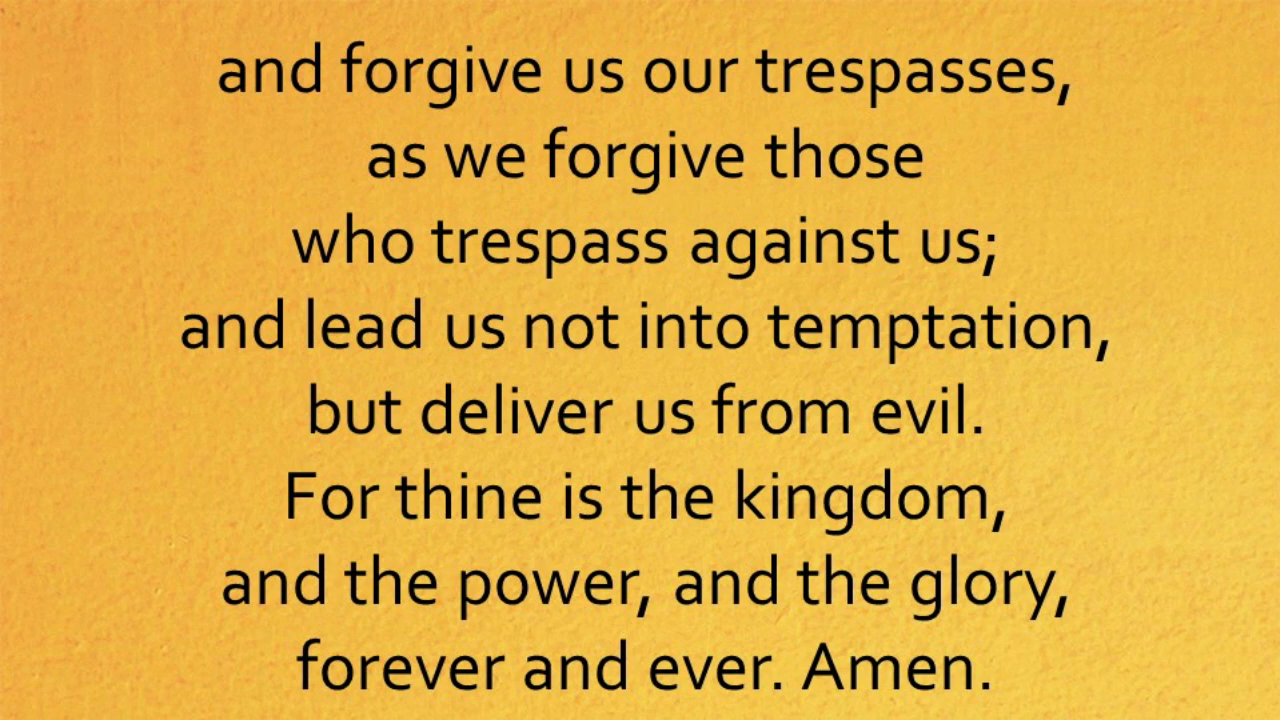 and forgive us our trespasses,
as we forgive those
who trespass against us;
and lead us not into temptation,
but deliver us from evil.
For thine is the kingdom,
and the power, and the glory,
forever and ever. Amen.